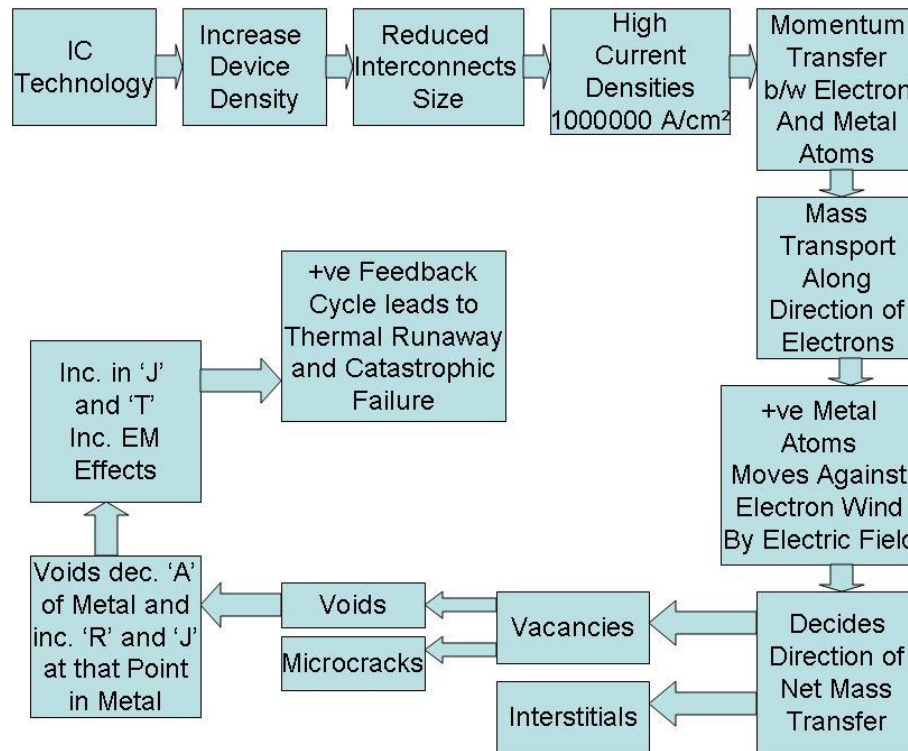 IC
Technology
Increase
Device
Density
Reduced
Interconnects
Size
High
Current
Densities
1000000 A/cm²
Momentum
Transfer
b/w Electron
And Metal
Atoms
Mass
Transport
Along
Direction of
Electrons
+ve Metal
Atoms
Moves Against
Electron Wind
By Electric Field
Decides
Direction of
Net Mass
Transfer
Vacancies
Interstitials
Voids
Microcracks
Voids dec. ‘A’
of Metal and
inc. ‘R’ and ‘J’
at that Point
in Metal
Inc. in ‘J’
and ‘T’
Inc. EM
Effects
+ve Feedback
Cycle leads to
Thermal Runaway
and Catastrophic
Failure